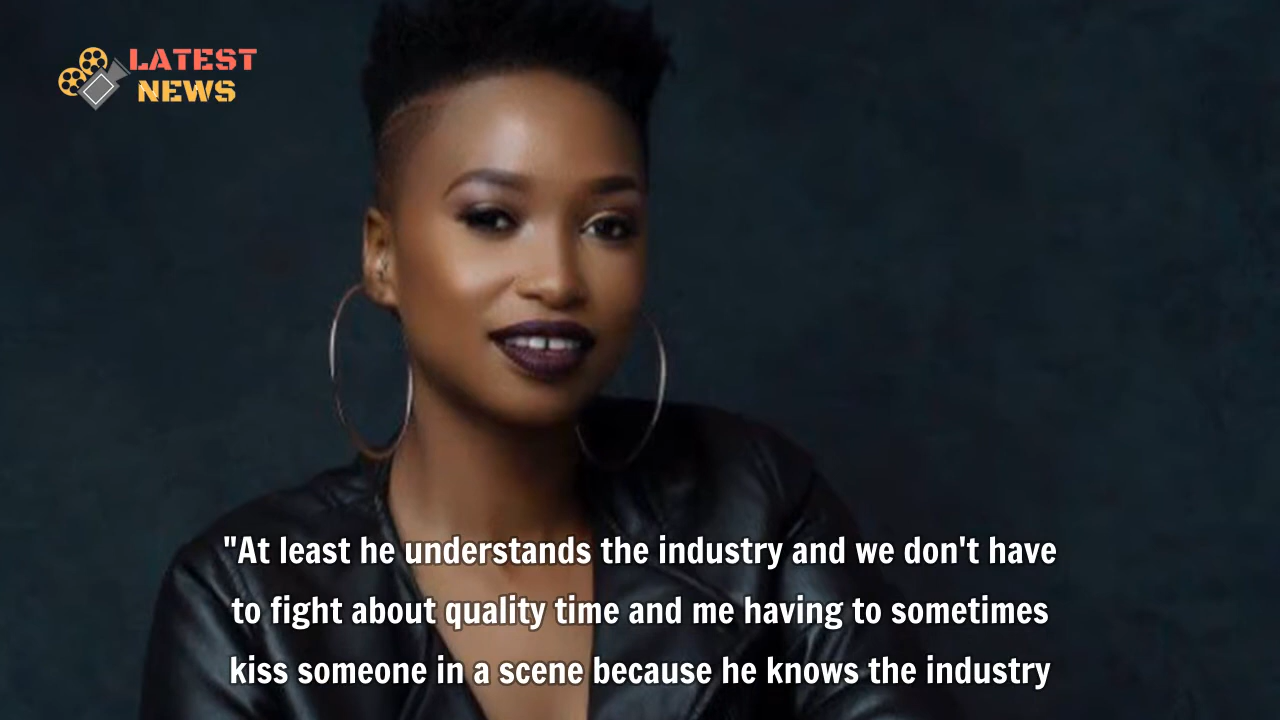 LATEST
NEWS
"At least he understands the industry and we don't have
to fight about quality time and me having to sometimes
kiss someone in a scene because he knows the industry